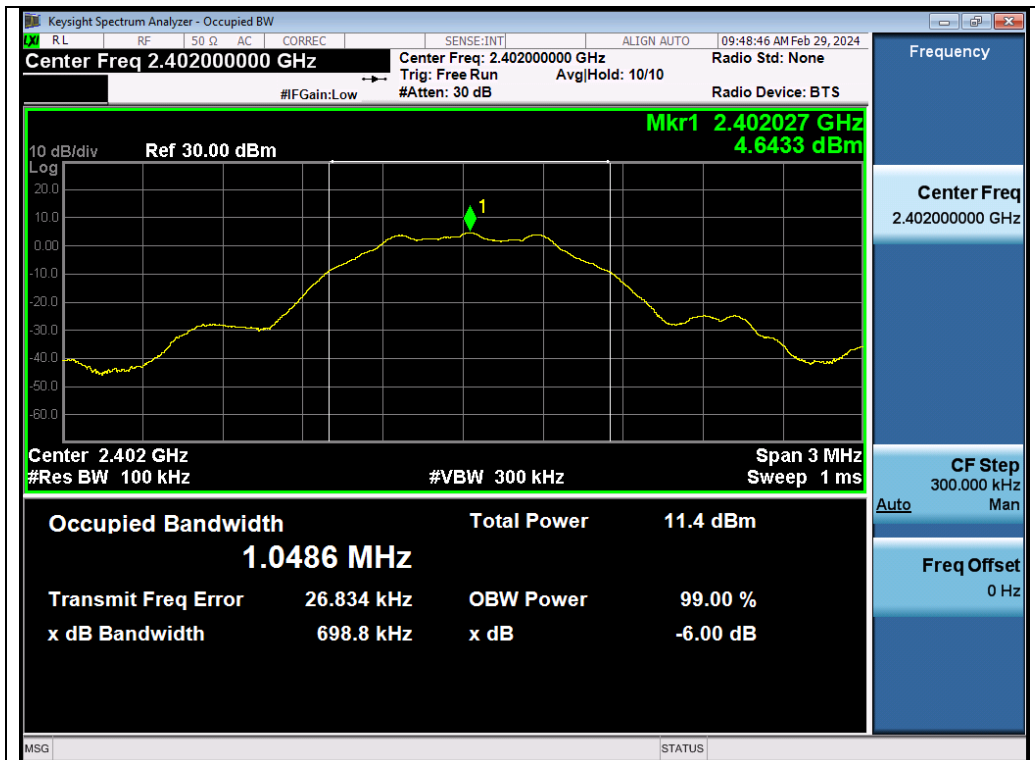 Keysight Spectrum Analyzer - Occupied BW
LXI RL RF 50 Ω AC CORREC SENSE:INT ALIGN AUTO 09:48:46 AM Feb 29, 2024
Center Freq 2.402000000 GHz
#IFGain:Low
Center Freq: 2.402000000 GHz
Trig: Free Run Avg|Hold: 10/10
#Atten: 30 dB
Radio Std: None
Radio Device: BTS
Mkr1 2.402027 GHz
4.6433 dBm
10 dB/div Ref 30.00 dBm
Log
20.0
10.0
0.00
-10.0
-20.0
-30.0
-40.0
-50.0
-60.0
1
Center 2.402 GHz Span 3 MHz
#Res BW 100 kHz #VBW 300 kHz Sweep 1 ms
Occupied Bandwidth Total Power 11.4 dBm
1.0486 MHz
Transmit Freq Error 26.834 kHz OBW Power 99.00 %
x dB Bandwidth 698.8 kHz x dB -6.00 dB
Frequency
Center Freq
2.402000000 GHz
CF Step
300.000 kHz
Auto Man
Freq Offset
0 Hz
MSG STATUS